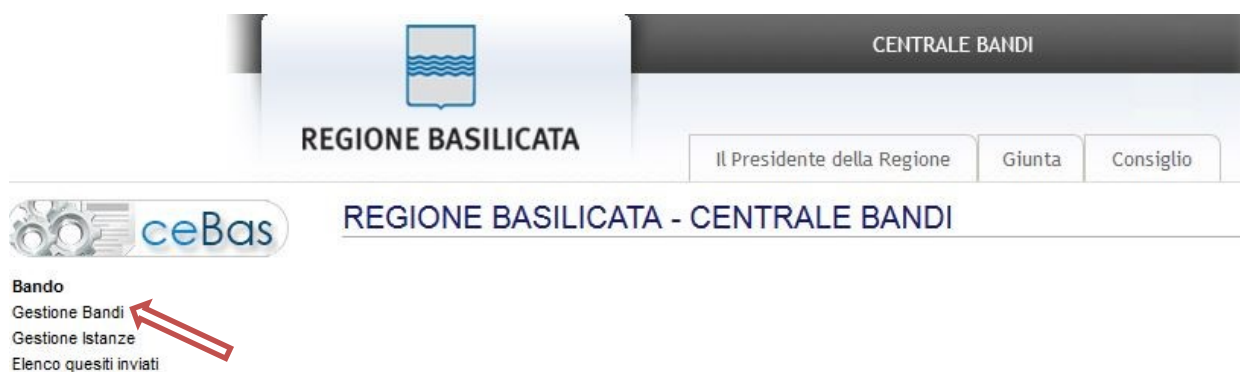 CENTRALE BANDI
REGIONE BASILICATA
Il Presidente della Regione Giunta Consiglio
ceBas
REGIONE BASILICATA - CENTRALE BANDI
Bando
Gestione Bandi
Gestione Istanze
Elenco quesiti inviati